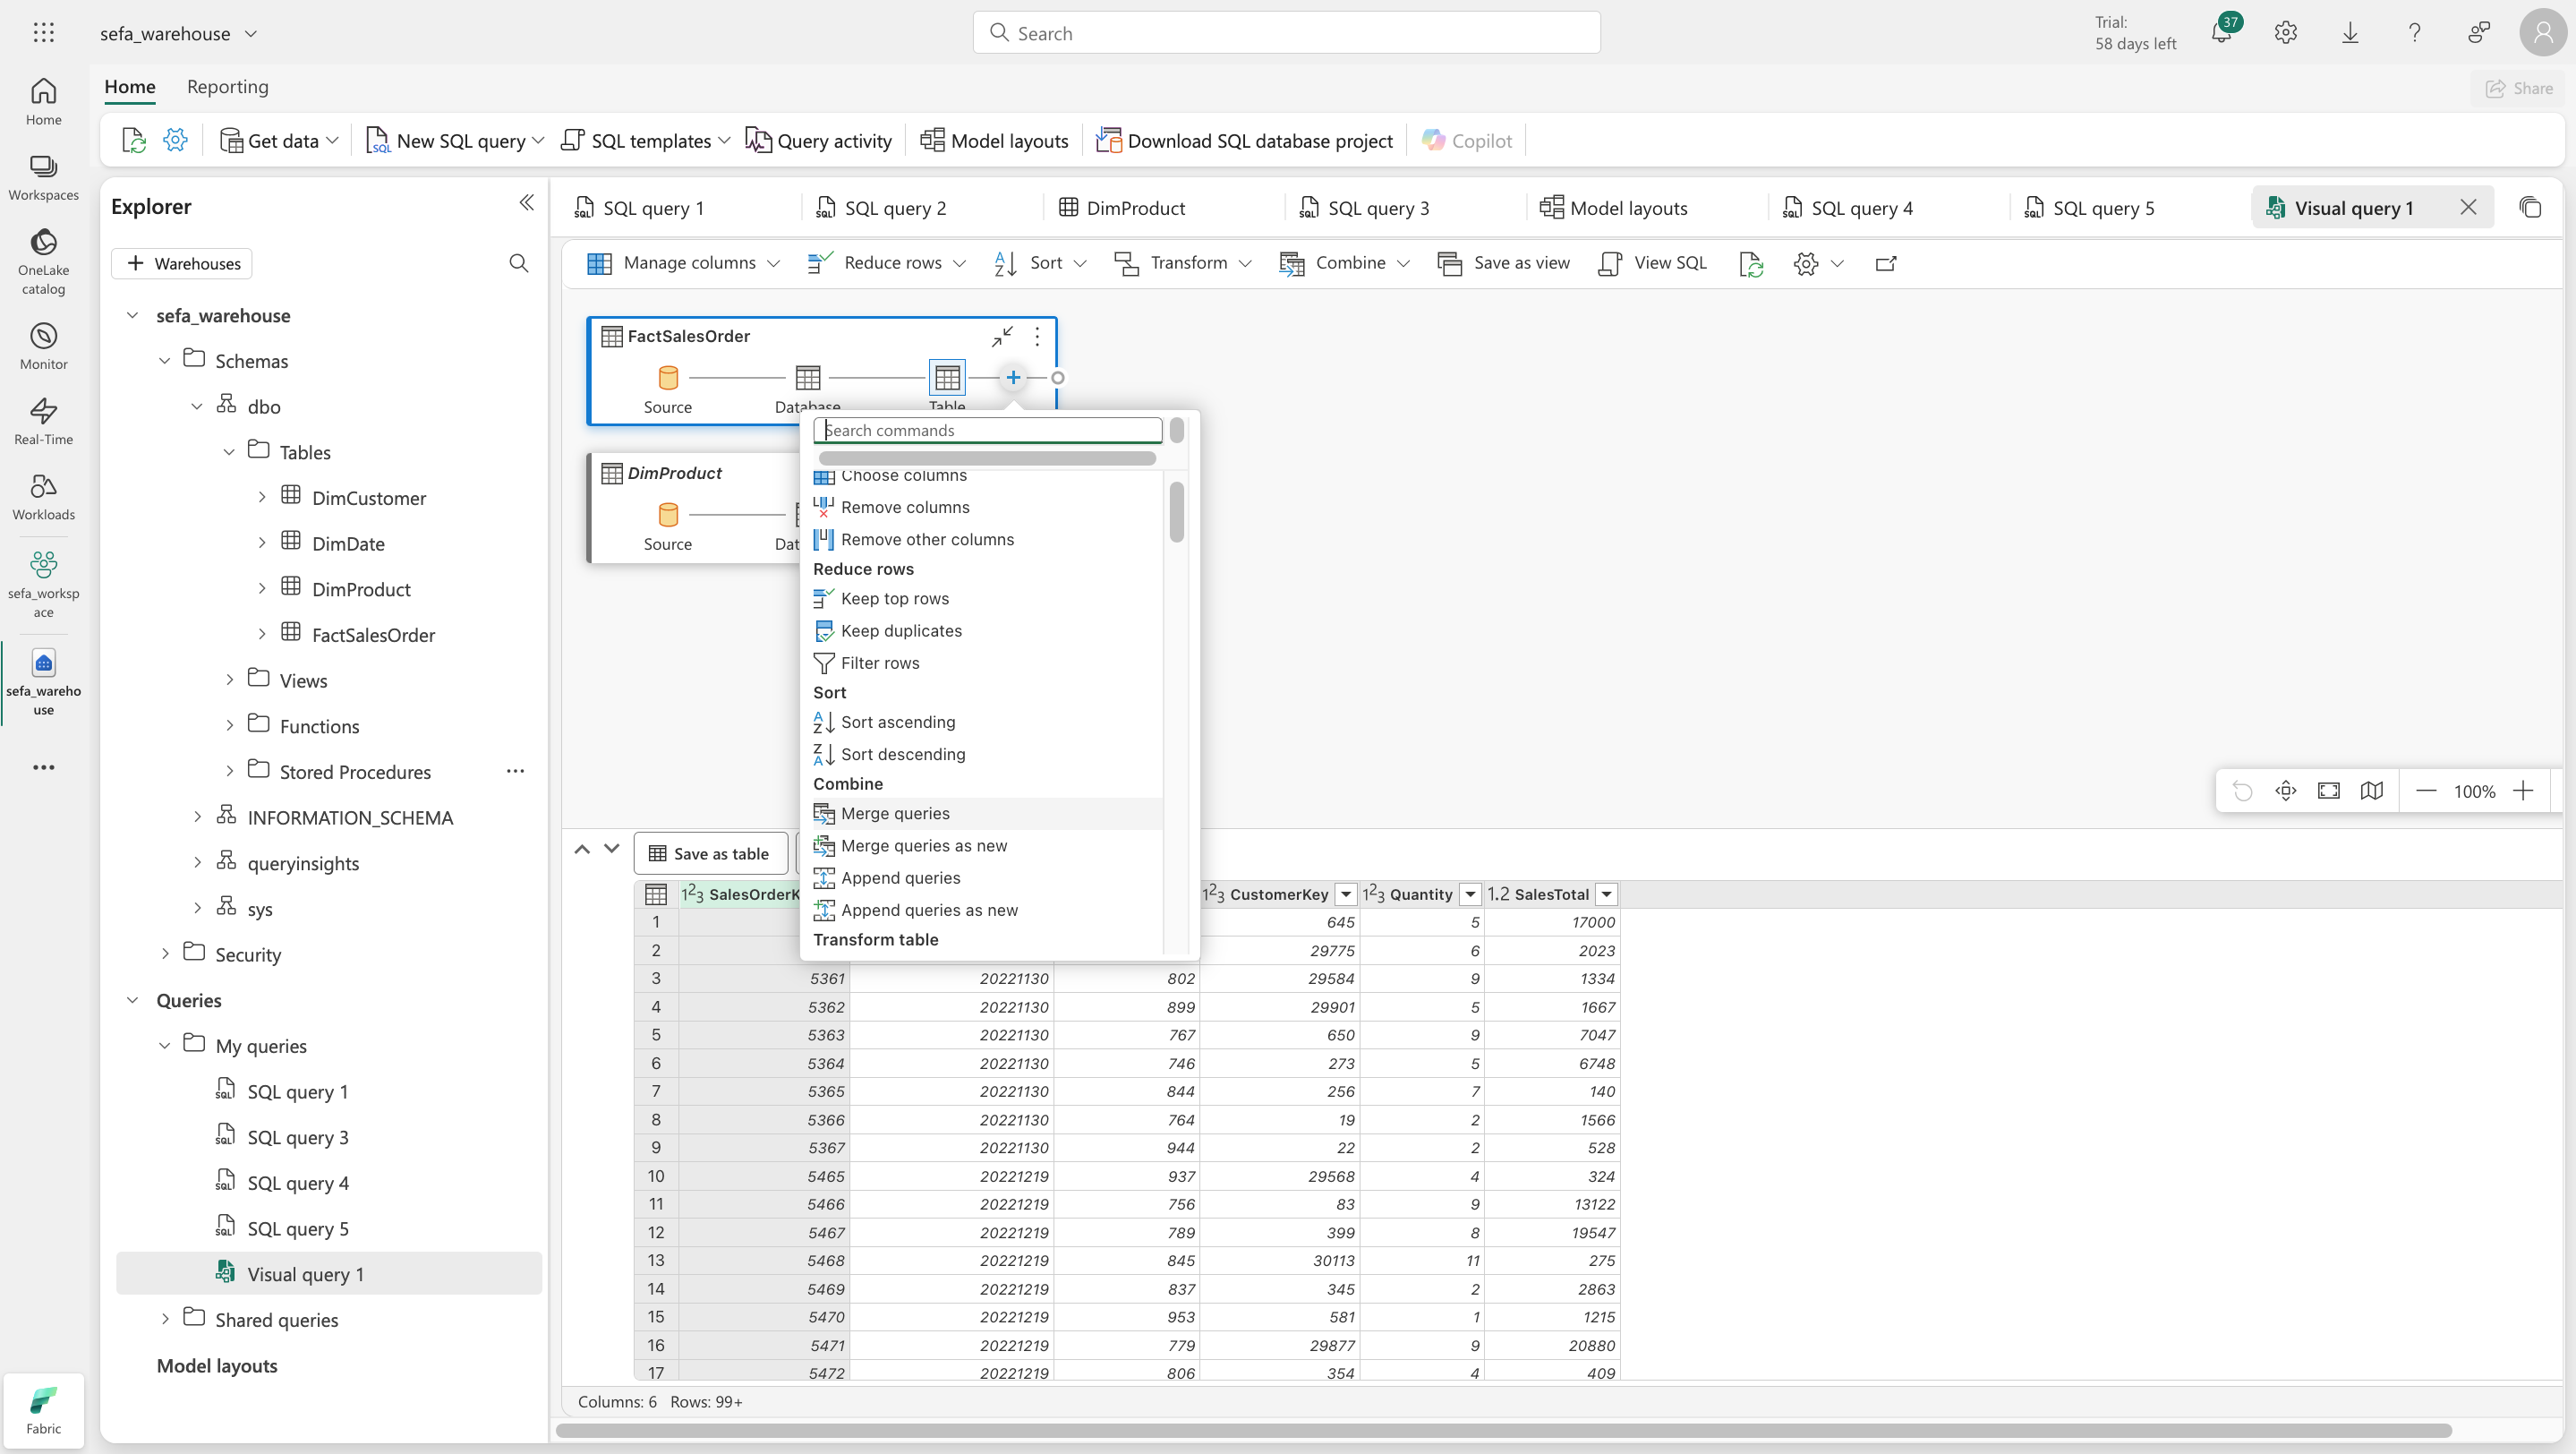 sefa_warehouse
Search
Trial:
58 days left
37
Home
Reporting
Share
Get data
New SQL query
SQL templates
Query activity
Model layouts
Download SQL database project
Copilot
Home
Workspaces
OneLake
catalog
Monitor
Real-Time
Workloads
sefa_worksp
ace
sefa_wareho
use
Fabric
Explorer
Warehouses
sefa_warehouse
Schemas
dbo
Tables
DimCustomer
DimDate
DimProduct
FactSalesOrder
Views
Functions
Stored Procedures
INFORMATION_SCHEMA
queryinsights
sys
Security
Queries
My queries
SQL query 1
SQL query 3
SQL query 4
SQL query 5
Visual query 1
Shared queries
Model layouts
SQL query 1
SQL query 2
DimProduct
SQL query 3
Model layouts
SQL query 4
SQL query 5
Visual query 1
Manage columns
Reduce rows
Sort
Transform
Combine
Save as view
View SQL
FactSalesOrder
Source
Database
Table
DimProduct
Source
Dat
Search commands
Choose columns
Remove columns
Remove other columns
Reduce rows
Keep top rows
Keep duplicates
Filter rows
Sort
Sort ascending
Sort descending
Combine
Merge queries
Merge queries as new
Append queries
Append queries as new
Transform table
100%
Save as table
123 SalesOrderK 123 CustomerKey 123 Quantity 1.2 SalesTotal
1 645 5 17000
2 29775 6 2023
3 5361 20221130 802 29584 9 1334
4 5362 20221130 899 29901 5 1667
5 5363 20221130 767 650 9 7047
6 5364 20221130 746 273 5 6748
7 5365 20221130 844 256 7 140
8 5366 20221130 764 19 2 1566
9 5367 20221130 944 22 2 528
10 5465 20221219 937 29568 4 324
11 5466 20221219 756 83 9 13122
12 5467 20221219 789 399 8 19547
13 5468 20221219 845 30113 11 275
14 5469 20221219 837 345 2 2863
15 5470 20221219 953 581 1 1215
16 5471 20221219 779 29877 9 20880
17 5472 20221219 806 354 4 409
Columns: 6 Rows: 99+